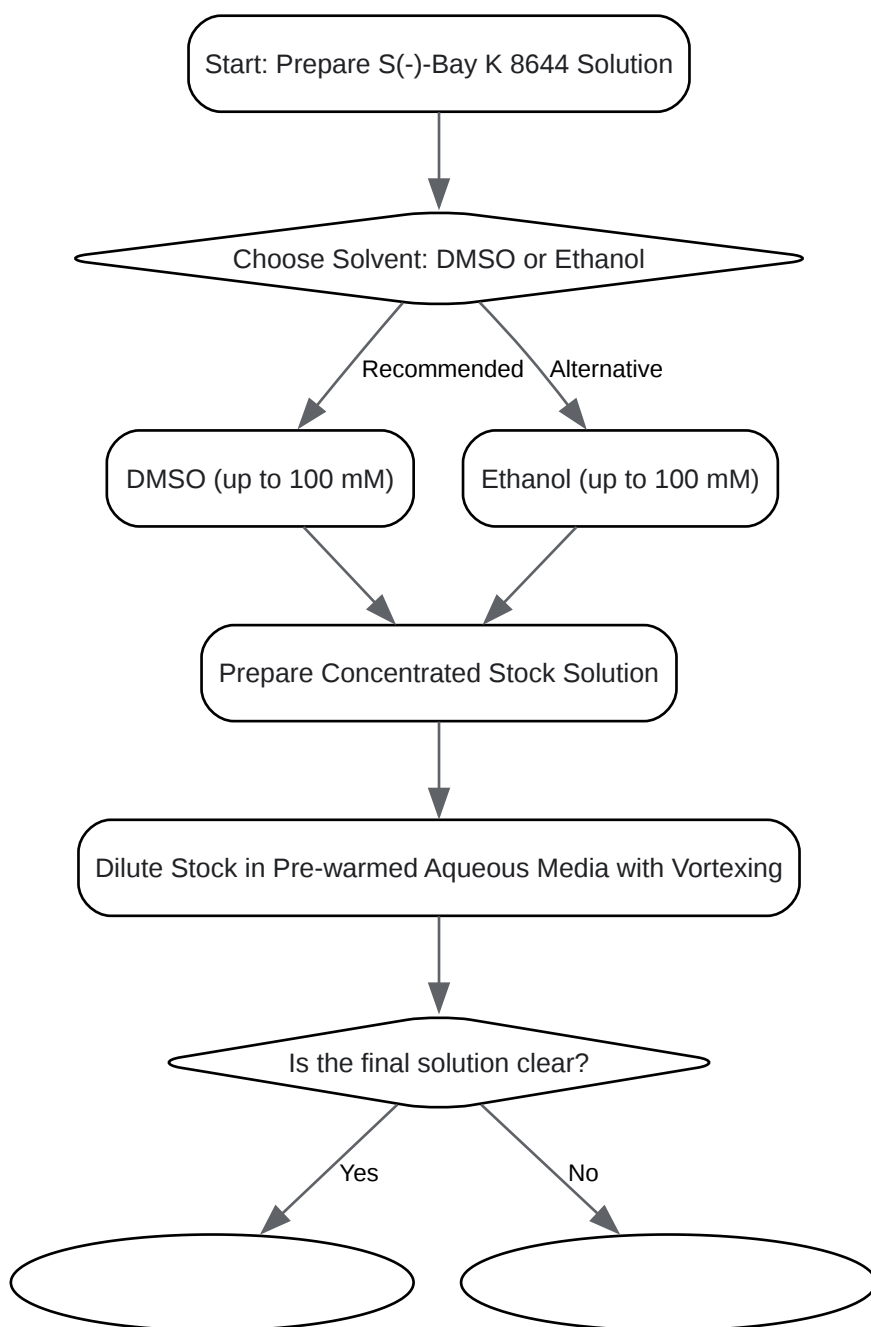 Start: Prepare S(-)-Bay K 8644 Solution
Choose Solvent: DMSO or Ethanol
Recommended
Alternative
DMSO (up to 100 mM)
Ethanol (up to 100 mM)
Prepare Concentrated Stock Solution
Dilute Stock in Pre-warmed Aqueous Media with Vortexing
Is the final solution clear?
Yes
No